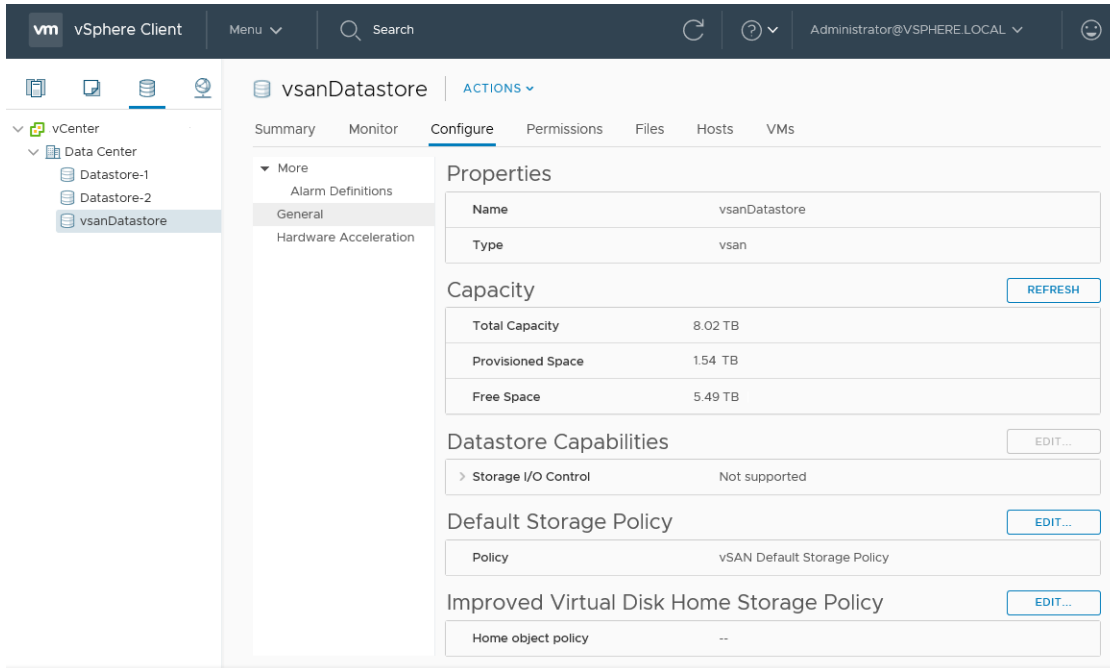 vm vSphere Client Menu Search Administrator@VSPHERE.LOCAL
vCenter
Data Center
Datastore-1
Datastore-2
vsanDatastore
vsanDatastore ACTIONS
Summary Monitor Configure Permissions Files Hosts VMs
More
Alarm Definitions
General
Hardware Acceleration
Properties
Name vsanDatastore
Type vsan
Capacity REFRESH
Total Capacity 8.02 TB
Provisioned Space 1.54 TB
Free Space 5.49 TB
Datastore Capabilities EDIT...
Storage I/O Control Not supported
Default Storage Policy EDIT...
Policy vSAN Default Storage Policy
Improved Virtual Disk Home Storage Policy EDIT...
Home object policy --